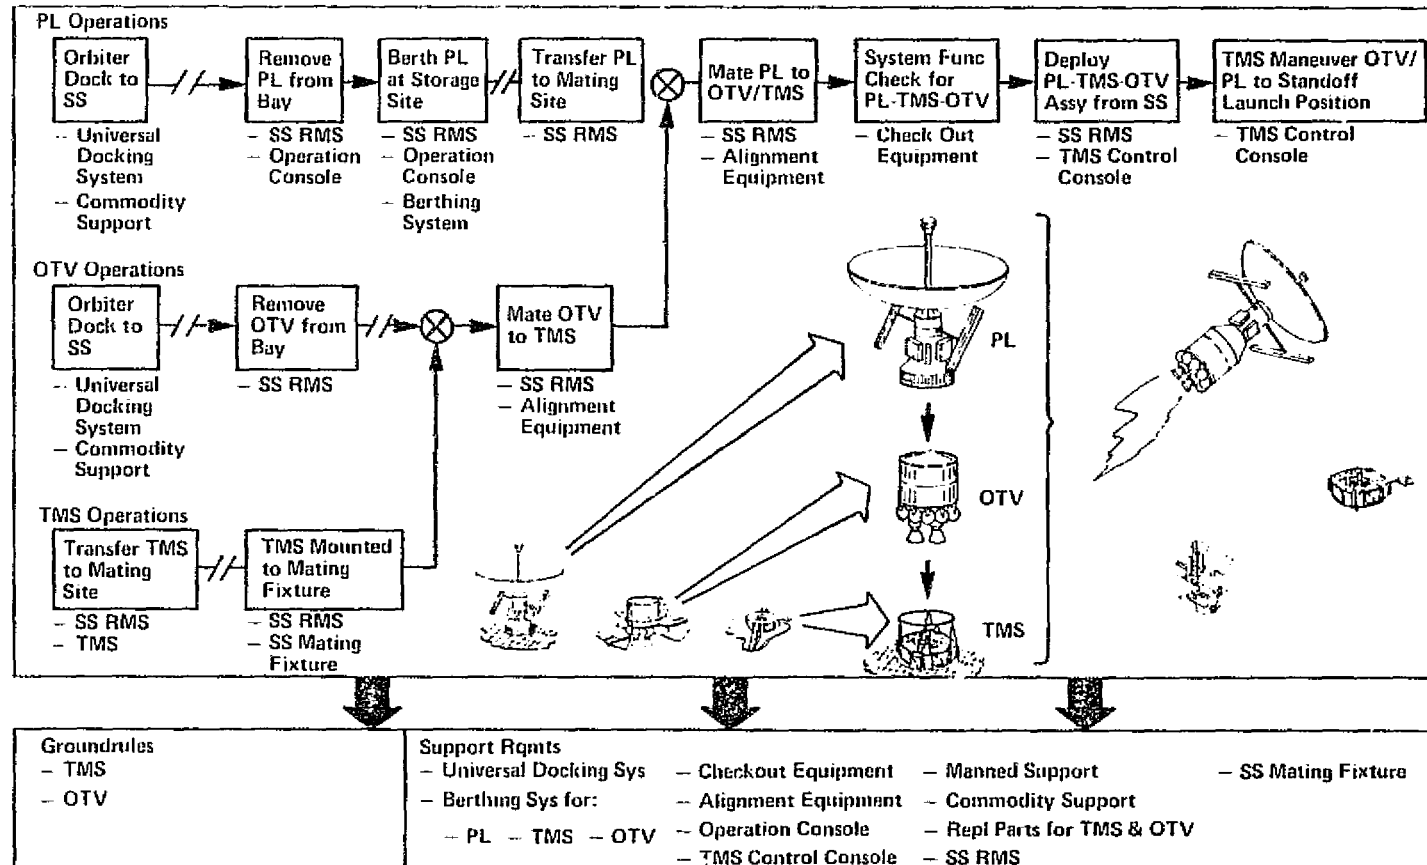 PL Operations
Orbiter
Dock to
SS
– Universal
Docking
System
– Commodity
Support
Remove
PL from
Bay
– SS RMS
– Operation
Console
Berth PL
at Storage
Site
– SS RMS
– Operation
Console
– Berthing
System
Transfer PL
to Mating
Site
– SS RMS
Mate PL to
OTV/TMS
– SS RMS
– Alignment
Equipment
System Func
Check for
PL-TMS-OTV
– Check Out
Equipment
Deploy
PL-TMS-OTV
Assy from SS
– SS RMS
– TMS Control
Console
TMS Maneuver OTV/
PL to Standoff
Launch Position
– TMS Control
Console
OTV Operations
Orbiter
Dock to
SS
– Universal
Docking
System
– Commodity
Support
Remove
OTV from
Bay
– SS RMS
Mate OTV
to TMS
– SS RMS
– Alignment
Equipment
TMS Operations
Transfer TMS
to Mating
Site
– SS RMS
– TMS
TMS Mounted
to Mating
Fixture
– SS RMS
– SS Mating
Fixture
PL
OTV
TMS
Groundrules
– TMS
– OTV
Support Rqmts
– Universal Docking Sys
– Berthing Sys for:
– PL – TMS – OTV
– Checkout Equipment
– Alignment Equipment
– Operation Console
– TMS Control Console
– Manned Support
– Commodity Support
– Repl Parts for TMS & OTV
– SS RMS
– SS Mating Fixture